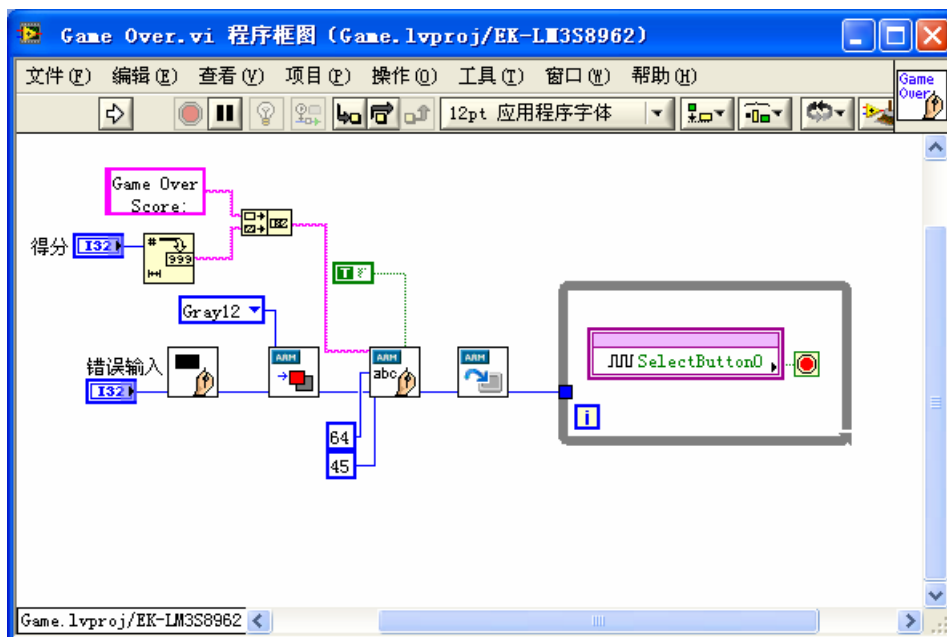 Game Over.vi 程序框图 (Game.lvproj/EK-LM3S8962)
文件(F) 编辑(E) 查看(V) 项目(P) 操作(O) 工具(T) 窗口(W) 帮助(H)
Game
Over
12pt 应用程序字体
Game Over
Score:
得分 I32
#
999
T
Gray12
错误输入
I32
ARM
ARM
abc
ARM
SelectButton0
i
64
45
Game.lvproj/EK-LM3S8962